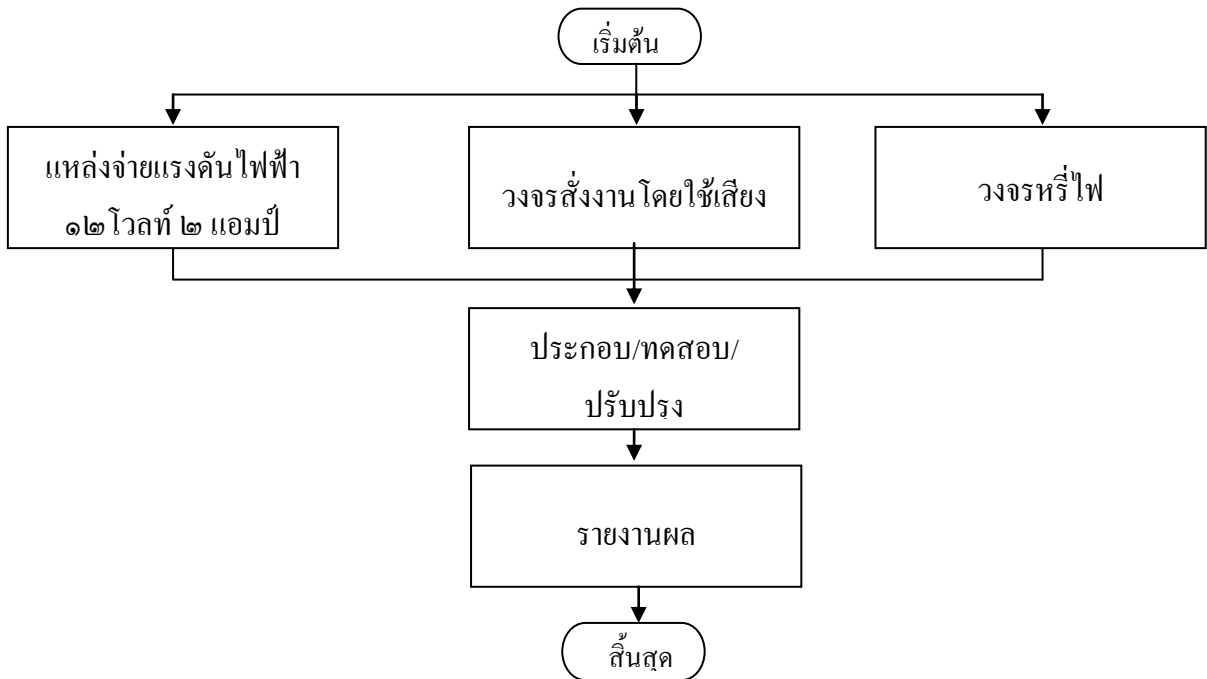 เริ่มต้น
แหล่งจ่ายแรงดันไฟฟ้า
๑๒ โวลท์ ๒ แอมป์
วงจรสั่งงานโดยใช้เสียง
วงจรหรี่ไฟ
ประกอบ/ทดสอบ/
ปรับปรุง
รายงานผล
สิ้นสุด